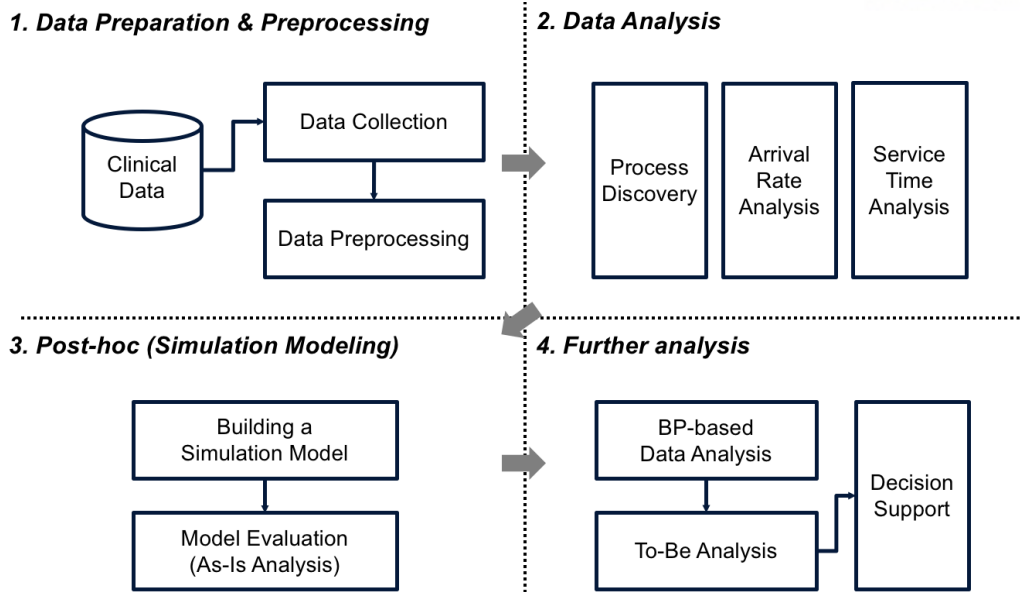 1. Data Preparation & Preprocessing
Clinical
Data
Data Collection
Data Preprocessing
2. Data Analysis
Process
Discovery
Arrival
Rate
Analysis
Service
Time
Analysis
3. Post-hoc (Simulation Modeling)
Building a
Simulation Model
Model Evaluation
(As-Is Analysis)
4. Further analysis
BP-based
Data Analysis
To-Be Analysis
Decision
Support